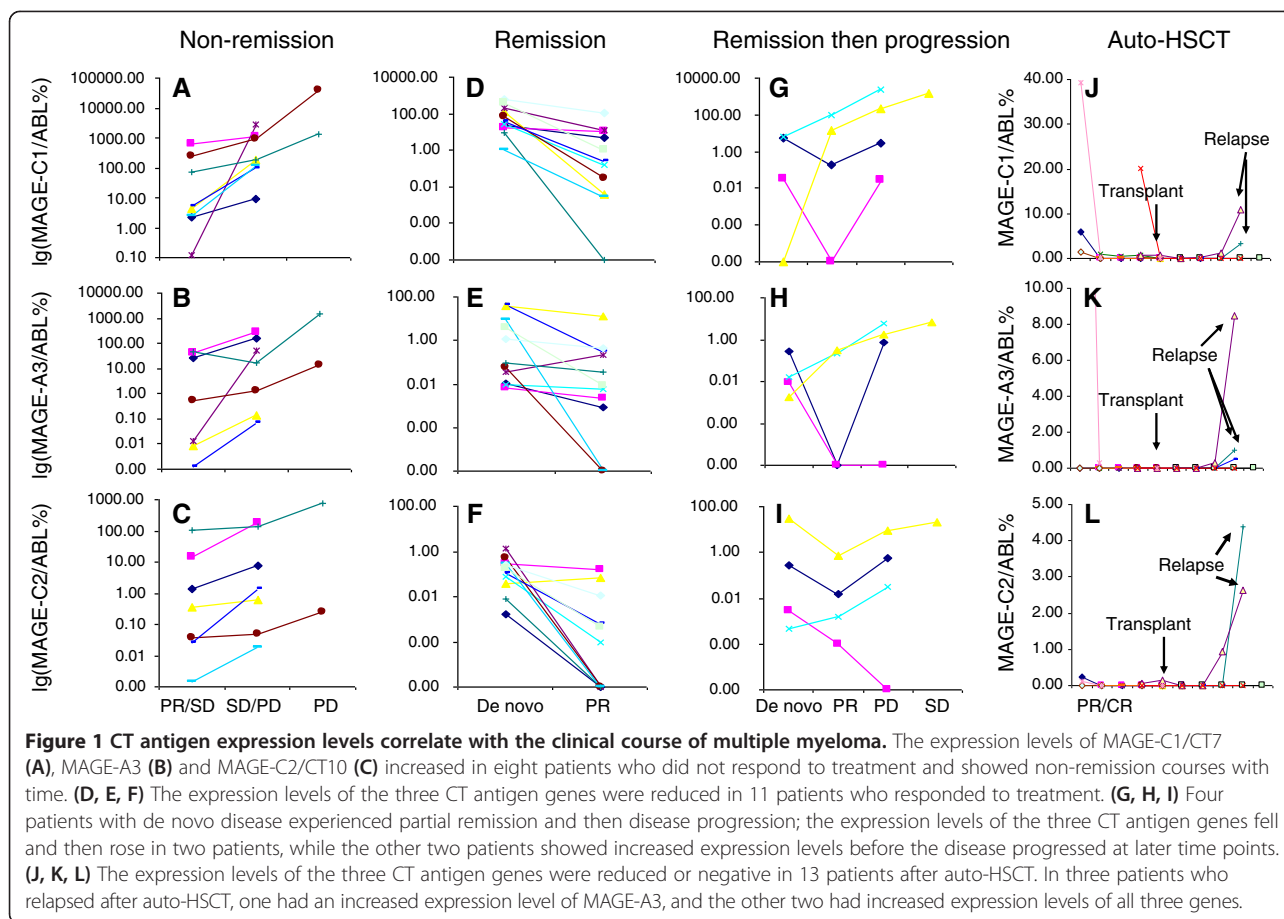 Non-remission Remission Remission then progression Auto-HSCT
lg(MAGE-C1/ABL%)
100000.00
10000.00
1000.00
100.00
10.00
1.00
0.10
A
100.00
1.00
0.01
0.00
0.00
D
100.00
1.00
0.01
0.00
0.00
G
MAGE-C1/ABL%
40.00
30.00
20.00
10.00
0.00
J
Relapse
Transplant
lg(MAGE-A3/ABL%)
10000.00
1000.00
100.00
10.00
1.00
0.10
0.01
0.00
B
100.00
1.00
0.01
0.00
E
100.00
1.00
0.01
0.00
H
MAGE-A3/ABL%
10.00
8.00
6.00
4.00
2.00
0.00
K
Relapse
Transplant
lg(MAGE-C2/ABL%)
1000.00
100.00
10.00
1.00
0.10
0.01
0.00
C
PR/SD SD/PD PD
100.00
1.00
0.01
0.00
0.00
F
De novo PR
100.00
1.00
0.01
0.00
0.00
I
De novo PR PD SD
MAGE-C2/ABL%
5.00
4.00
3.00
2.00
1.00
0.00
L
Relapse
Transplant
PR/CR
Figure 1 CT antigen expression levels correlate with the clinical course of multiple myeloma. The expression levels of MAGE-C1/CT7
(A), MAGE-A3 (B) and MAGE-C2/CT10 (C) increased in eight patients who did not respond to treatment and showed non-remission courses with
time. (D, E, F) The expression levels of the three CT antigen genes were reduced in 11 patients who responded to treatment. (G, H, I) Four
patients with de novo disease experienced partial remission and then disease progression; the expression levels of the three CT antigen genes fell
and then rose in two patients, while the other two patients showed increased expression levels before the disease progressed at later time points.
(J, K, L) The expression levels of the three CT antigen genes were reduced or negative in 13 patients after auto-HSCT. In three patients who
relapsed after auto-HSCT, one had an increased expression level of MAGE-A3, and the other two had increased expression levels of all three genes.